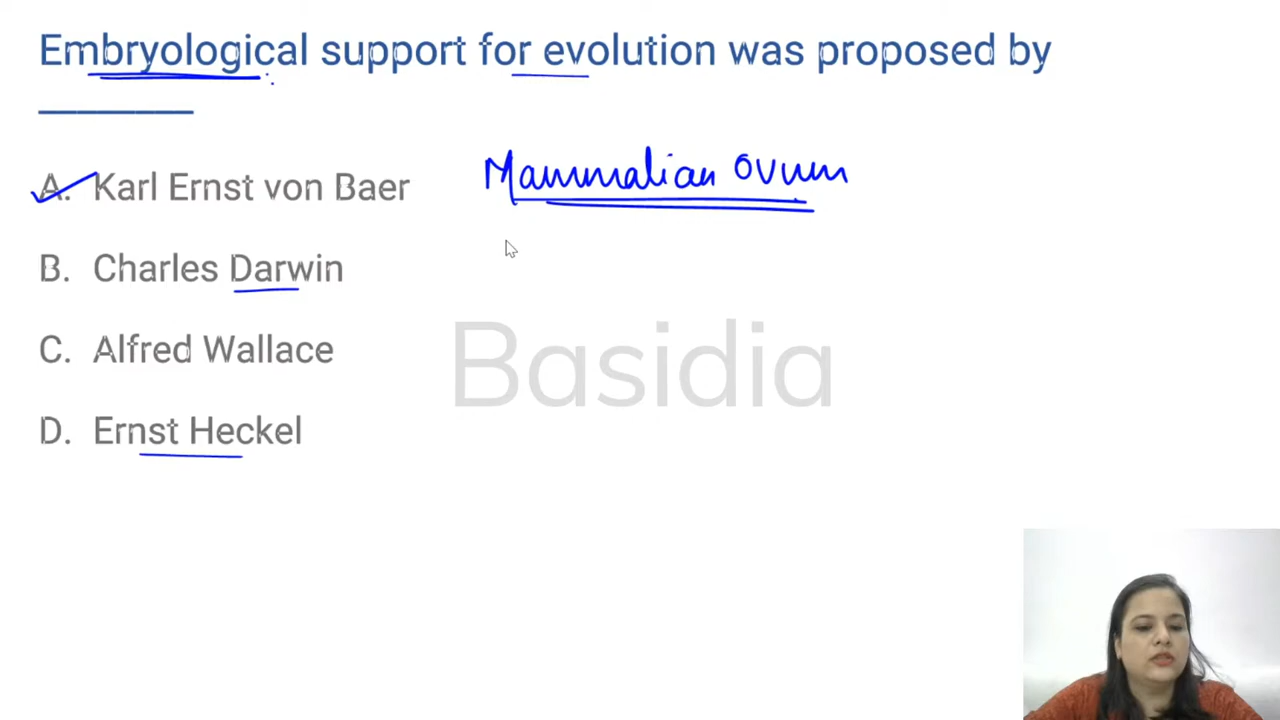 Embryological support for evolution was proposed by
________
A. Karl Ernst von Baer
Mammalian Ovum
B. Charles Darwin
C. Alfred Wallace
D. Ernst Heckel
Basidia